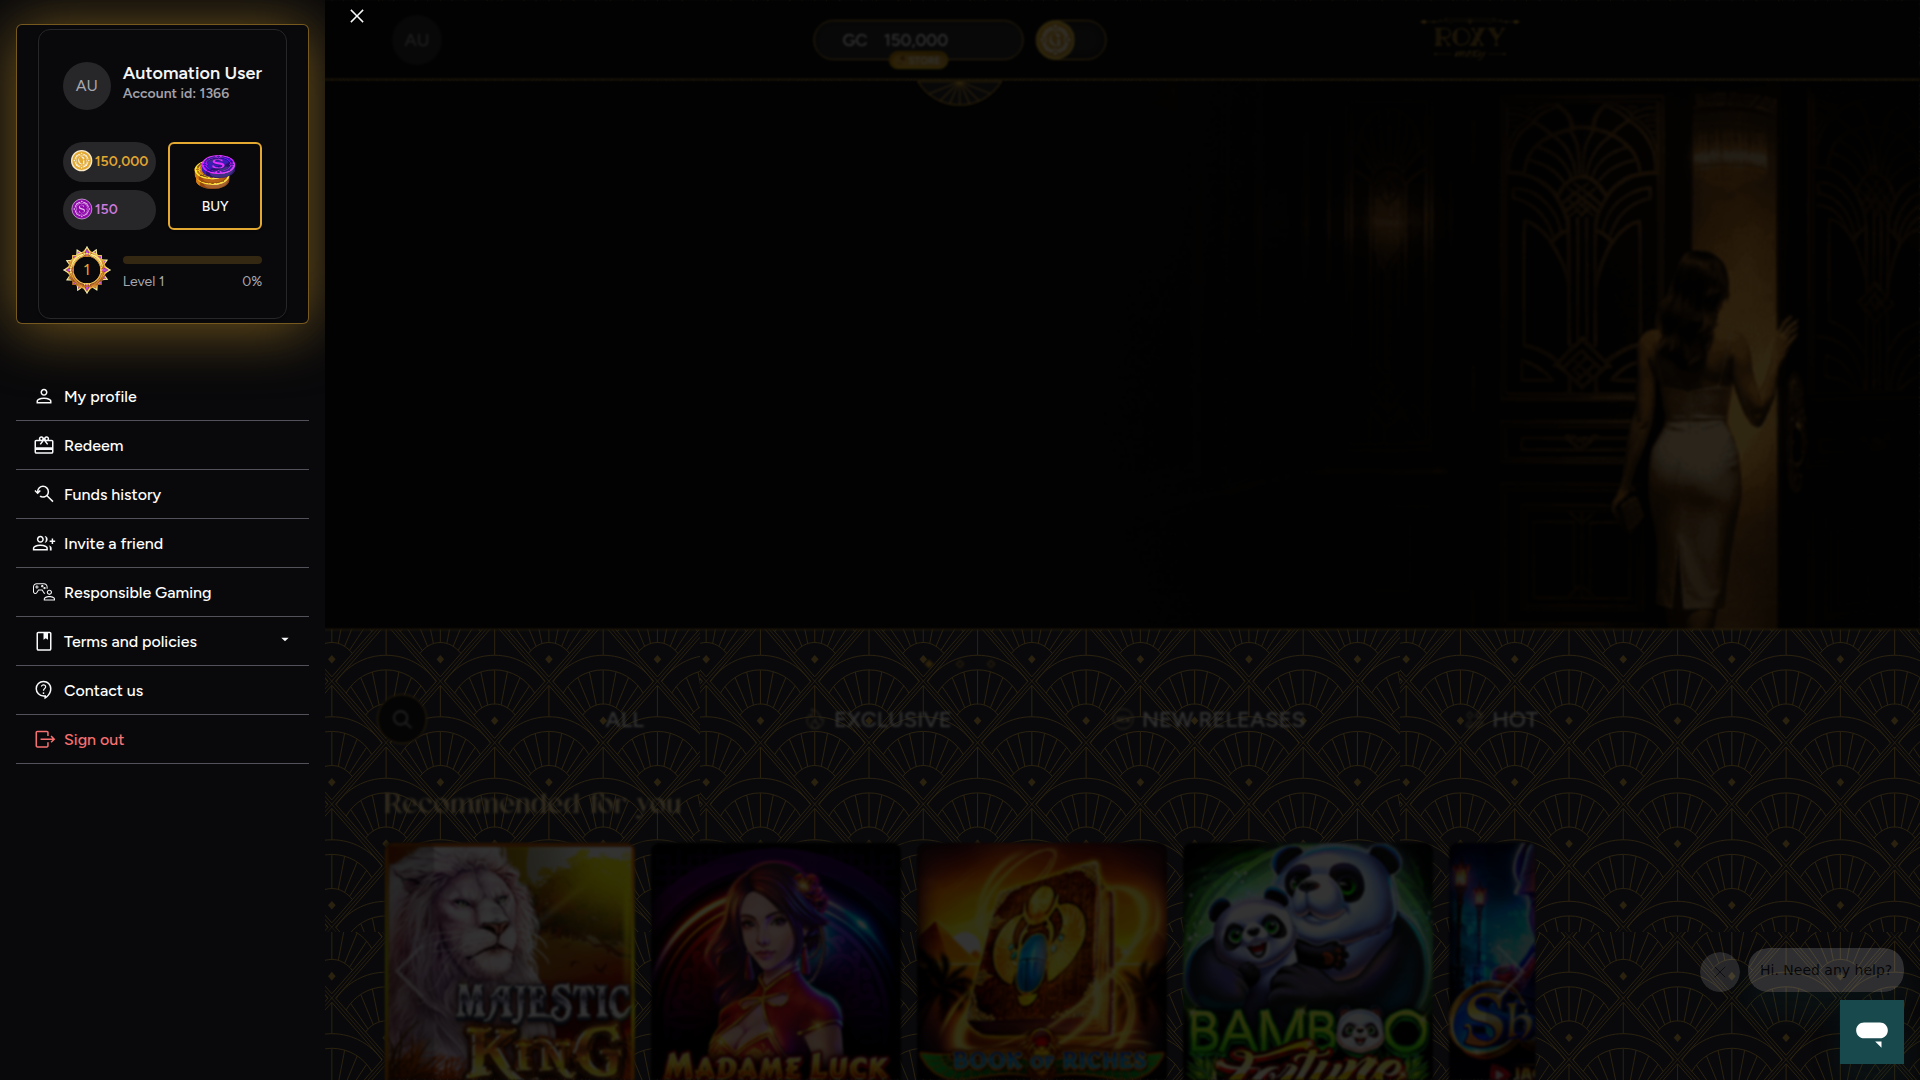 AU
Automation User
Account id: 1366
150,000
150
BUY
1
Level 1
0%
My profile
Redeem
Funds history
Invite a friend
Responsible Gaming
Terms and policies
Contact us
Sign out
AU
GC 150,000
STORE
ROXY
ALL
EXCLUSIVE
NEW RELEASES
HOT
Recommended for you
MAJESTIC
KING
MADAME LUCK
BOOK OF RICHES
BAMBOO
Fortune
Hi. Need any help?